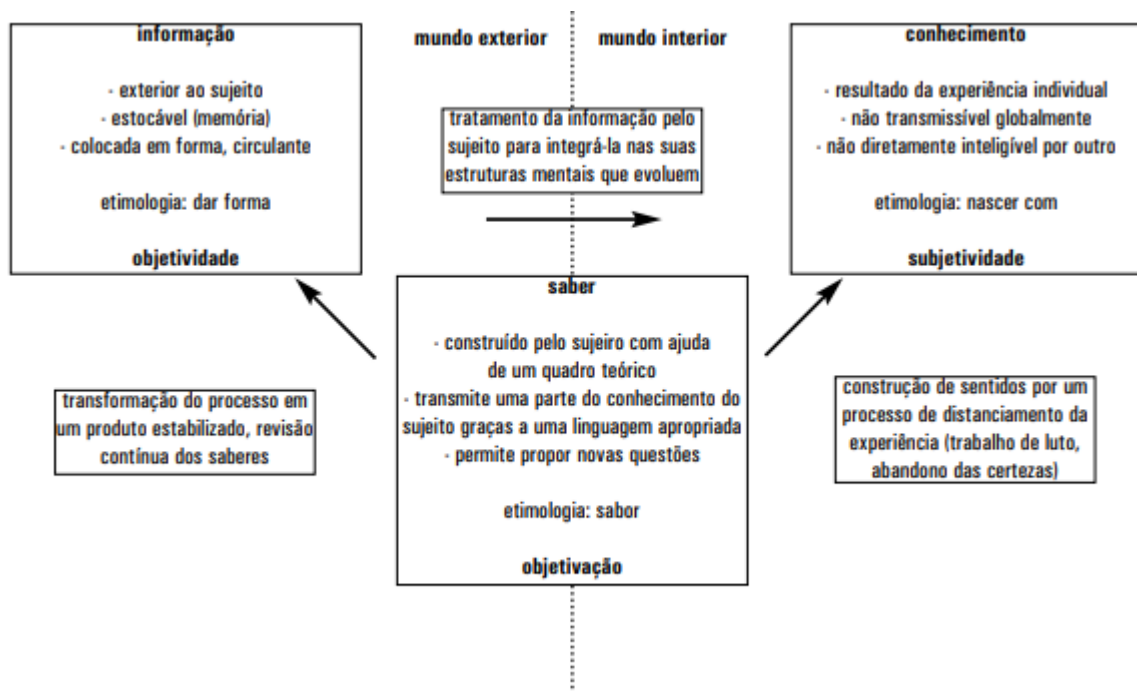 informação
- exterior ao sujeito
- estocável (memória)
- colocada em forma, circulante
etimologia: dar forma
objetividade
mundo exterior
mundo interior
tratamento da informação pelo
sujeito para integrá-la nas suas
estruturas mentais que evoluem
conhecimento
- resultado da experiência individual
- não transmissível globalmente
- não diretamente inteligível por outro
etimologia: nascer com
subjetividade
saber
- construído pelo sujeiro com ajuda
de um quadro teórico
- transmite uma parte do conhecimento do
sujeito graças a uma linguagem apropriada
- permite propor novas questões
etimologia: sabor
objetivação
transformação do processo em
um produto estabilizado, revisão
contínua dos saberes
construção de sentidos por um
processo de distanciamento da
experiência (trabalho de luto,
abandono das certezas)